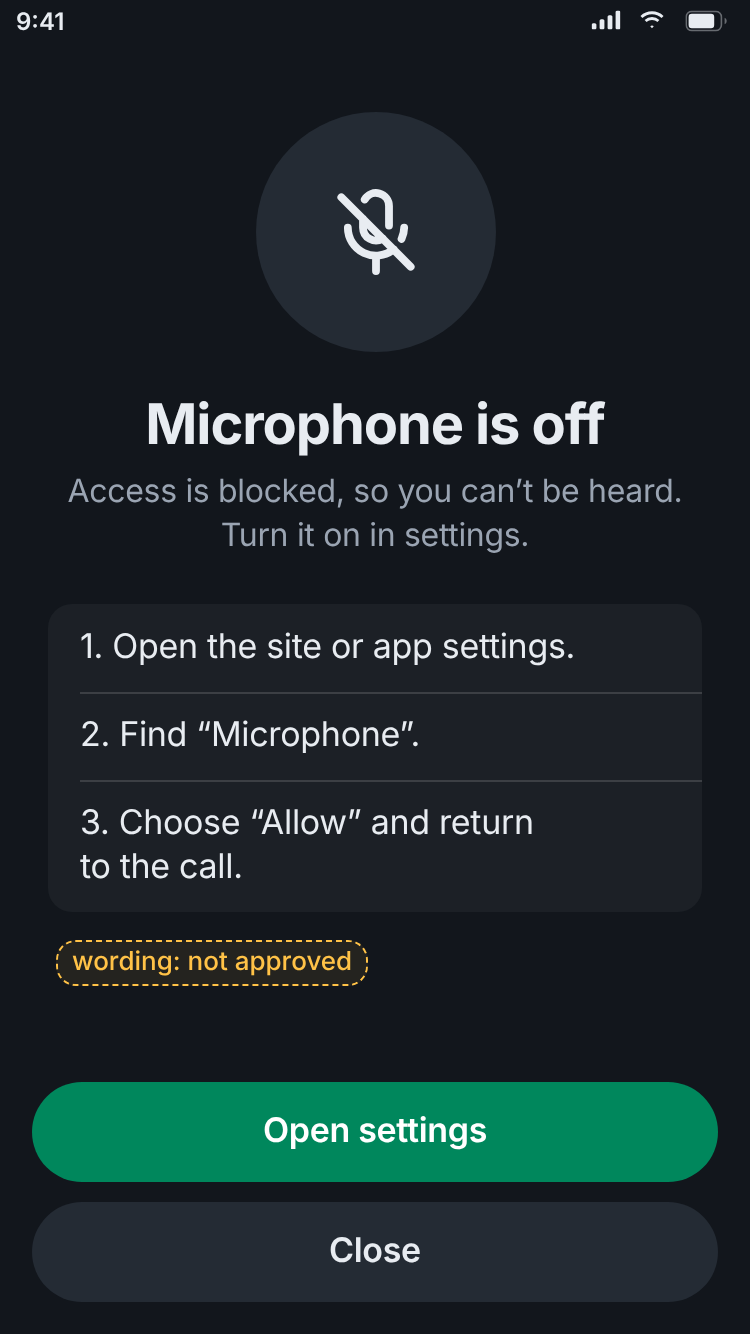 9:41
Microphone is off
Access is blocked, so you can’t be heard.
Turn it on in settings.
1. Open the site or app settings.
2. Find “Microphone”.
3. Choose “Allow” and return
to the call.
wording: not approved
Open settings
Close